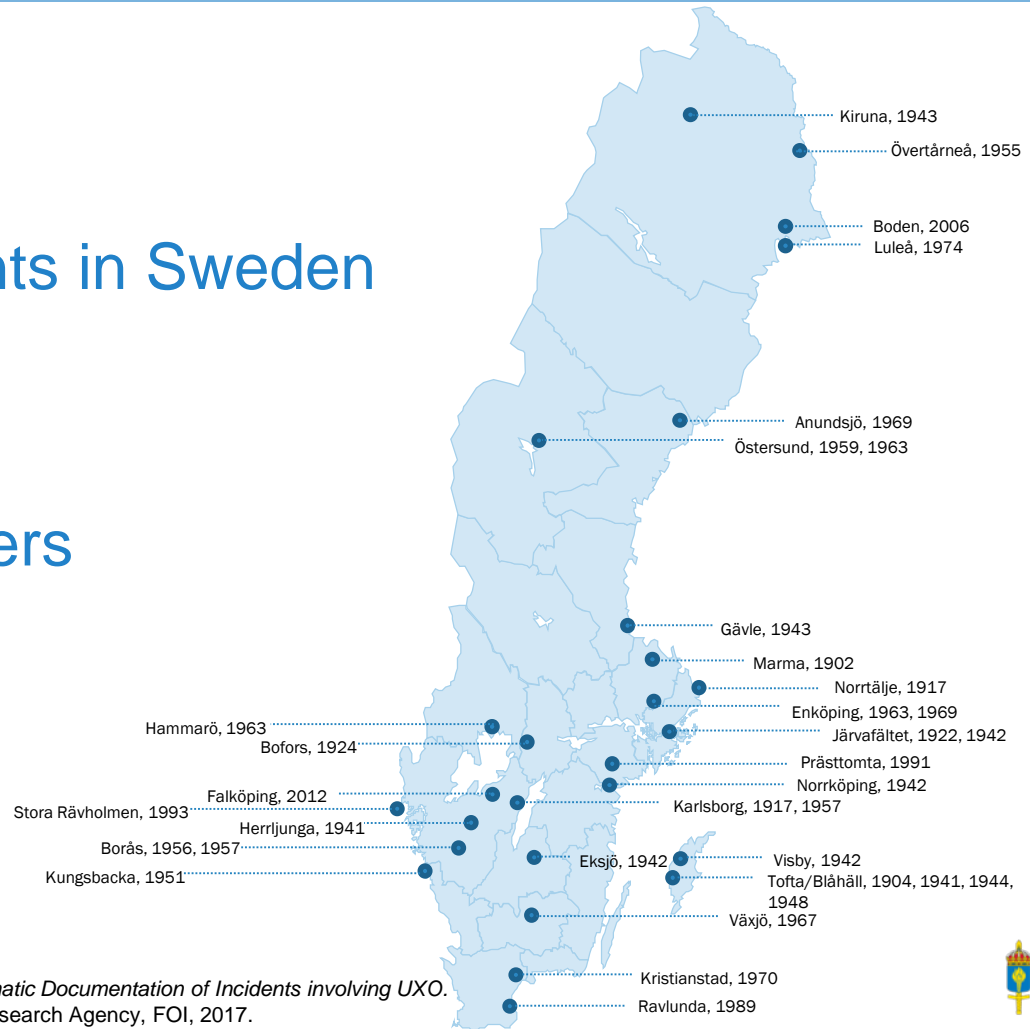 Kiruna, 1943
Övertårneå, 1955
Boden, 2006
Luleå, 1974
nts in Sweden
Anundsjö, 1969
Östersund, 1959, 1963
ers
Gävle, 1943
Marma, 1902
Norrtälje, 1917
Enköping, 1963, 1969
Hammarö, 1963
Järvafältet, 1922, 1942
Bofors, 1924
Prästtomta, 1991
Norrköping, 1942
Falköping, 2012
Karlsborg, 1917, 1957
Stora Rävholmen, 1993
Herrljunga, 1941
Borås, 1956, 1957
Eksjö, 1942
Visby, 1942
Kungsbacka, 1951
Tofta/Blåhäll, 1904, 1941, 1944,
1948
Växjö, 1967
Kristianstad, 1970
matic Documentation of Incidents involving UXO.
Ravlunda, 1989
search Agency, FOI, 2017.